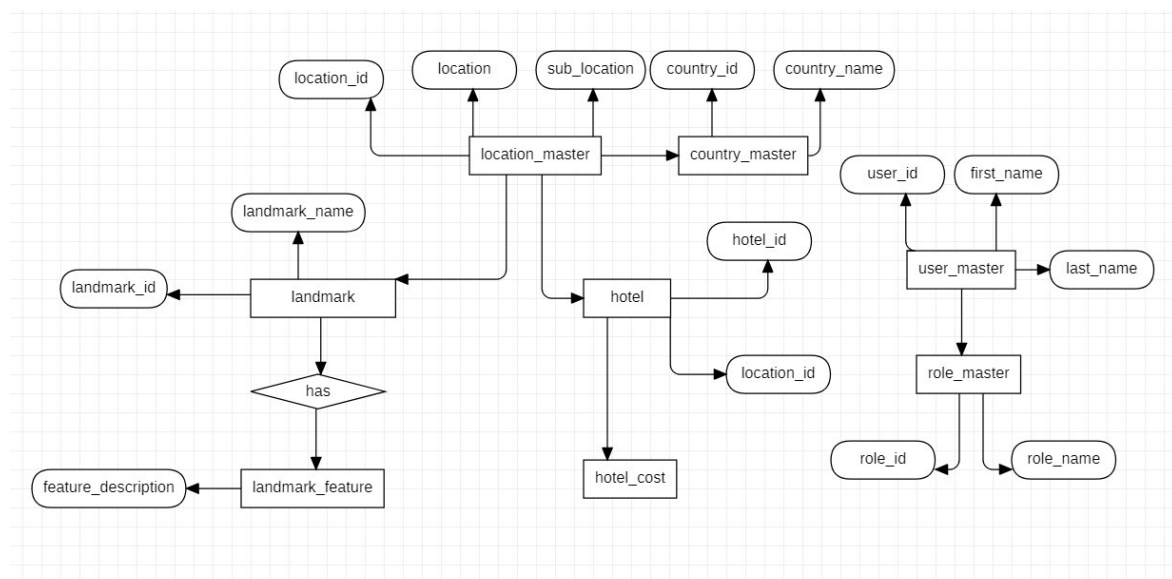 location_id
location
sub_location
country_id
country_name
location_master
country_master
user_id
first_name
landmark_name
hotel_id
user_master
last_name
landmark_id
landmark
hotel
location_id
role_master
has
role_id
role_name
feature_description
landmark_feature
hotel_cost